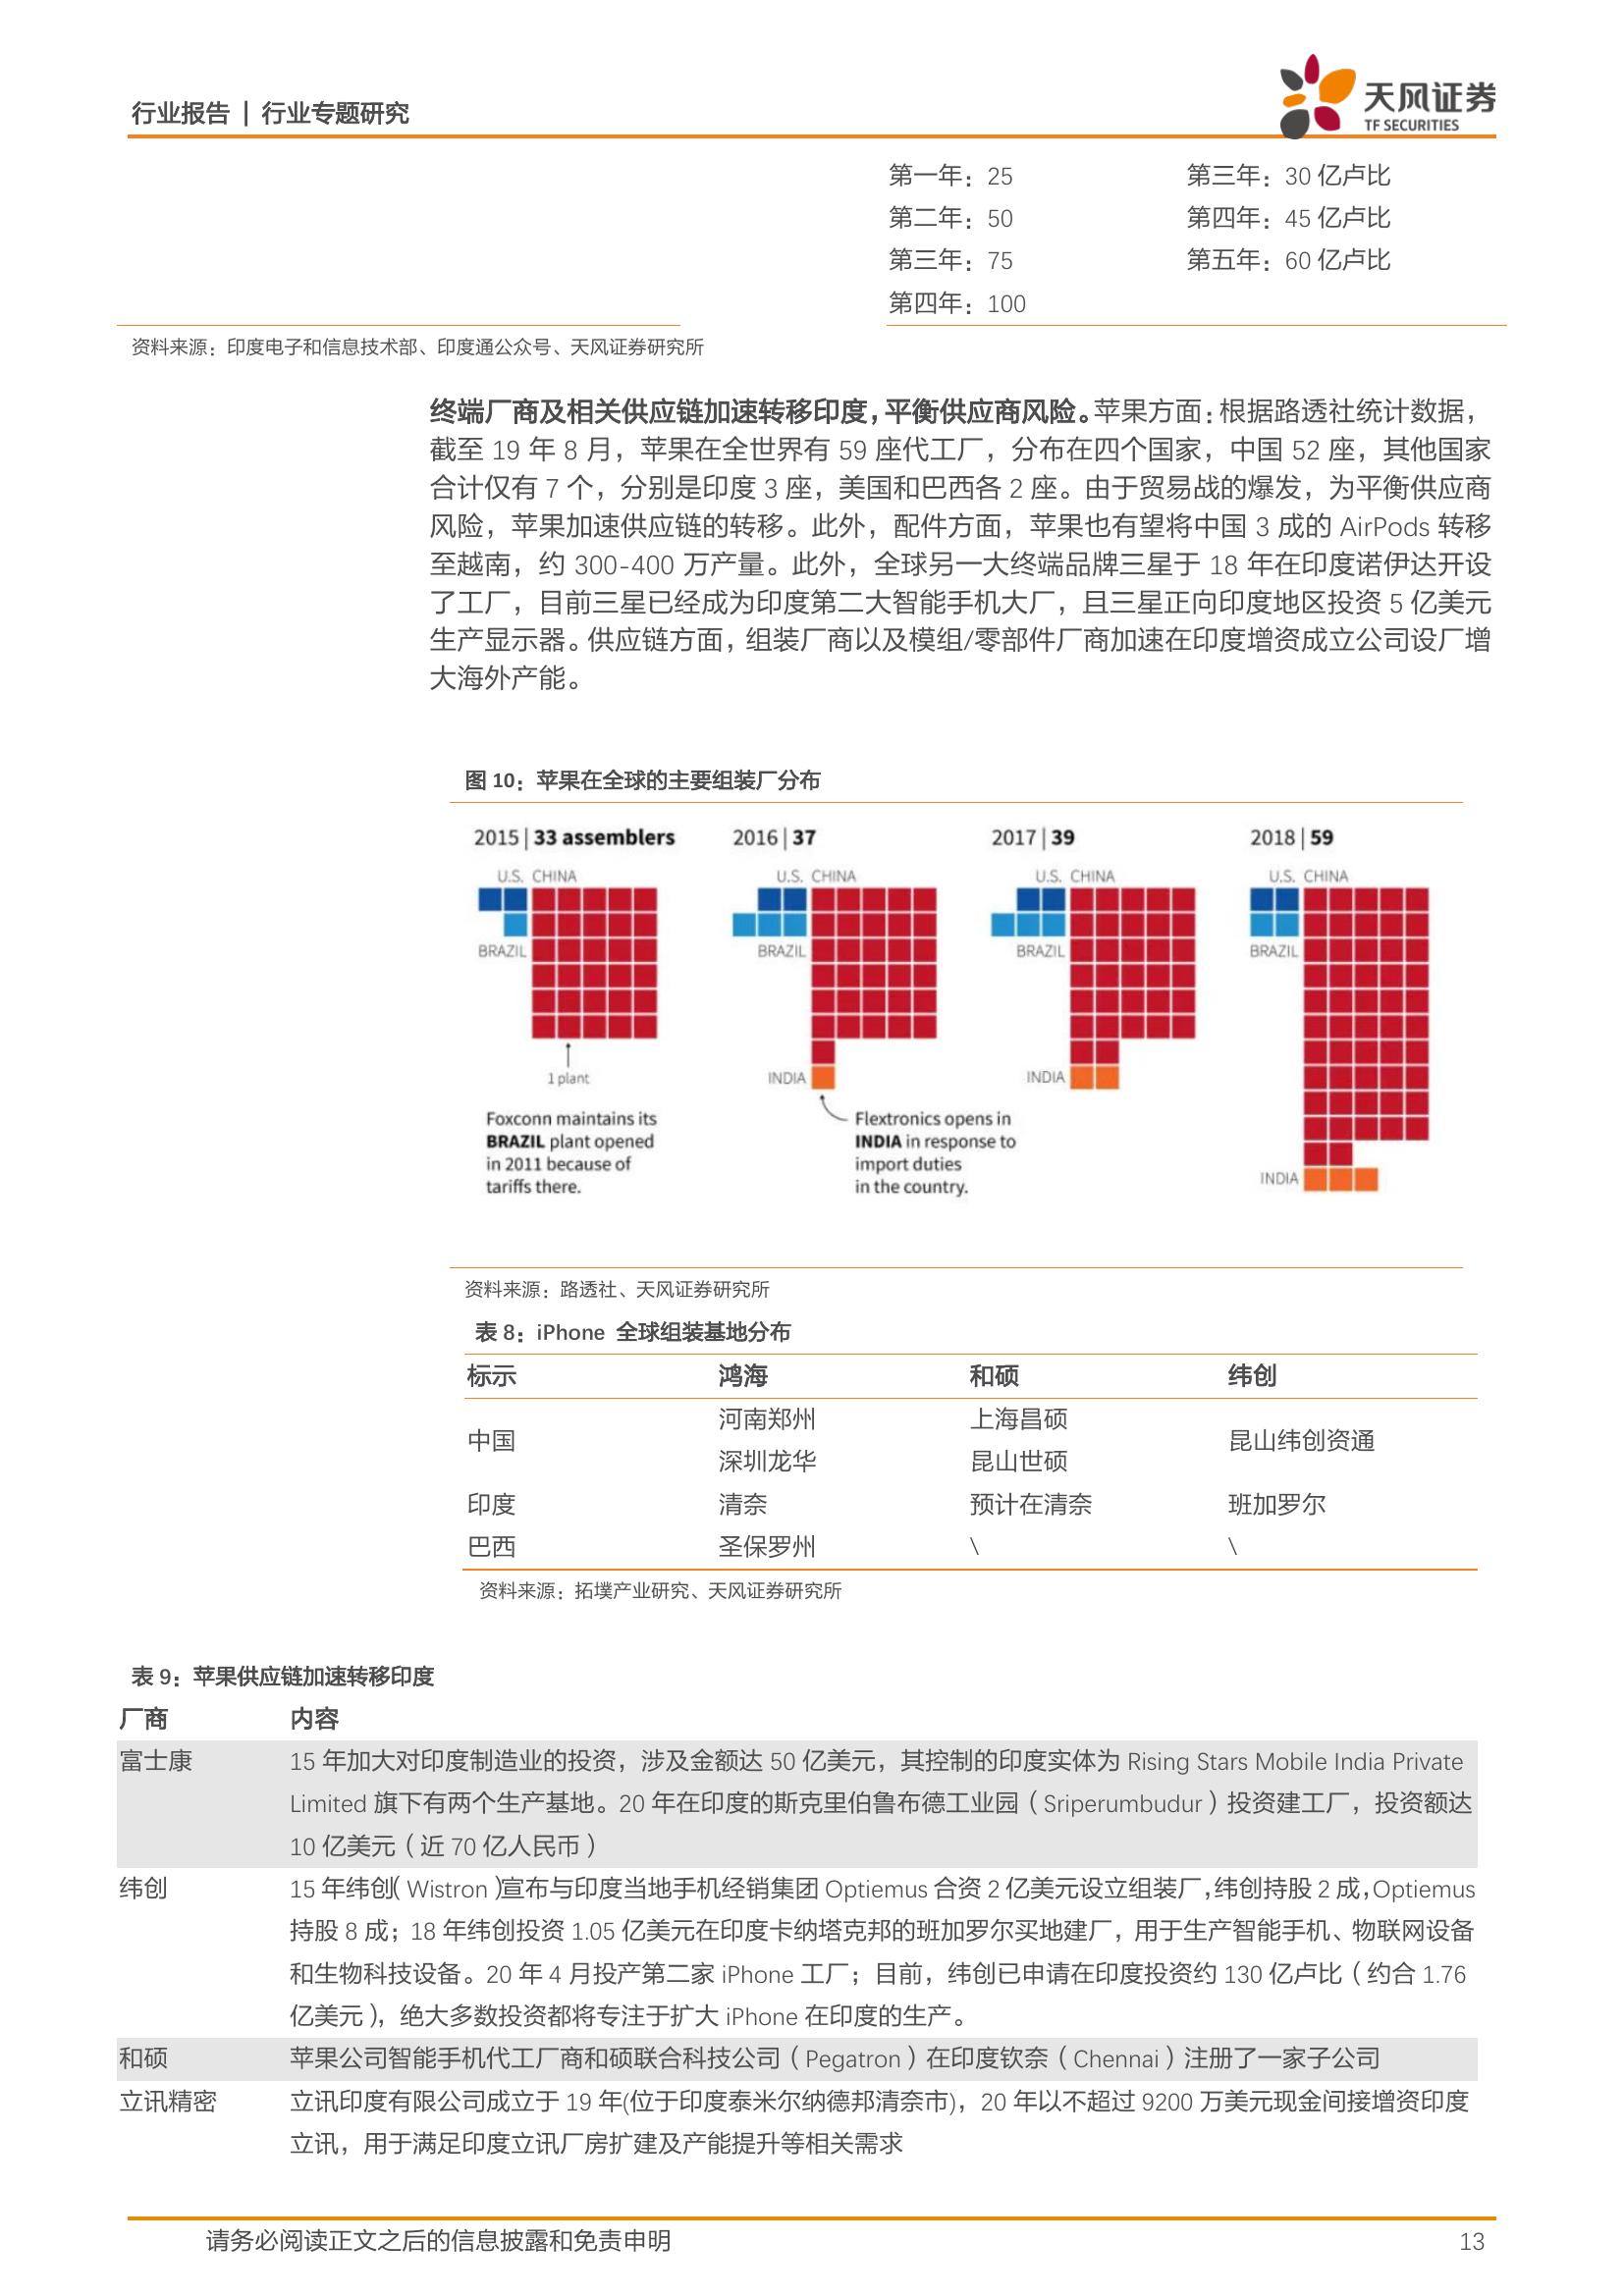 行业报告 | 行业专题研究
天风证券
TF SECURITIES
第一年：25 第三年：30 亿卢比
第二年：50 第四年：45 亿卢比
第三年：75 第五年：60 亿卢比
第四年：100
资料来源：印度电子和信息技术部、印度通公众号、天风证券研究所
终端厂商及相关供应链加速转移印度，平衡供应商风险。苹果方面：根据路透社统计数据，
截至 19 年 8 月，苹果在全世界有 59 座代工厂，分布在四个国家，中国 52 座，其他国家
合计仅有 7 个，分别是印度 3 座，美国和巴西各 2 座。由于贸易战的爆发，为平衡供应商
风险，苹果加速供应链的转移。此外，配件方面，苹果也有望将中国 3 成的 AirPods 转移
至越南，约 300-400 万产量。此外，全球另一大终端品牌三星于 18 年在印度诺伊达开设
了工厂，目前三星已经成为印度第二大智能手机大厂，且三星正向印度地区投资 5 亿美元
生产显示器。供应链方面，组装厂商以及模组/零部件厂商加速在印度增资成立公司设厂增
大海外产能。
图 10：苹果在全球的主要组装厂分布
2015 | 33 assemblers 2016 | 37 2017 | 39 2018 | 59
U.S. CHINA U.S. CHINA U.S. CHINA U.S. CHINA
BRAZIL BRAZIL BRAZIL BRAZIL
1 plant INDIA INDIA
Foxconn maintains its
BRAZIL plant opened
in 2011 because of
tariffs there.
Flextronics opens in
INDIA in response to
import duties
in the country.
INDIA
资料来源：路透社、天风证券研究所
表 8：iPhone 全球组装基地分布
标示 鸿海 和硕 纬创
中国 河南郑州 上海昌硕 昆山纬创资通
深圳龙华 昆山世硕
印度 清奈 预计在清奈 班加罗尔
巴西 圣保罗州 \ \
资料来源：拓墣产业研究、天风证券研究所
表 9：苹果供应链加速转移印度
厂商 内容
富士康 15 年加大对印度制造业的投资，涉及金额达 50 亿美元，其控制的印度实体为 Rising Stars Mobile India Private
Limited 旗下有两个生产基地。20 年在印度的斯克里伯鲁布德工业园（Sriperumbudur）投资建工厂，投资额达
10 亿美元（近 70 亿人民币）
纬创 15 年纬创（Wistron）宣布与印度当地手机经销集团 Optiemus 合资 2 亿美元设立组装厂，纬创持股 2 成，Optiemus
持股 8 成；18 年纬创投资 1.05 亿美元在印度卡纳塔克邦的班加罗尔买地建厂，用于生产智能手机、物联网设备
和生物科技设备。20 年 4 月投产第二家 iPhone 工厂；目前，纬创已申请在印度投资约 130 亿卢比（约合 1.76
亿美元），绝大多数投资都将专注于扩大 iPhone 在印度的生产。
和硕 苹果公司智能手机代工厂商和硕联合科技公司（Pegatron）在印度钦奈（Chennai）注册了一家子公司
立讯精密 立讯印度有限公司成立于 19 年(位于印度泰米尔纳德邦清奈市)，20 年以不超过 9200 万美元现金间接增资印度
立讯，用于满足印度立讯厂房扩建及产能提升等相关需求
请务必阅读正文之后的信息披露和免责申明 13